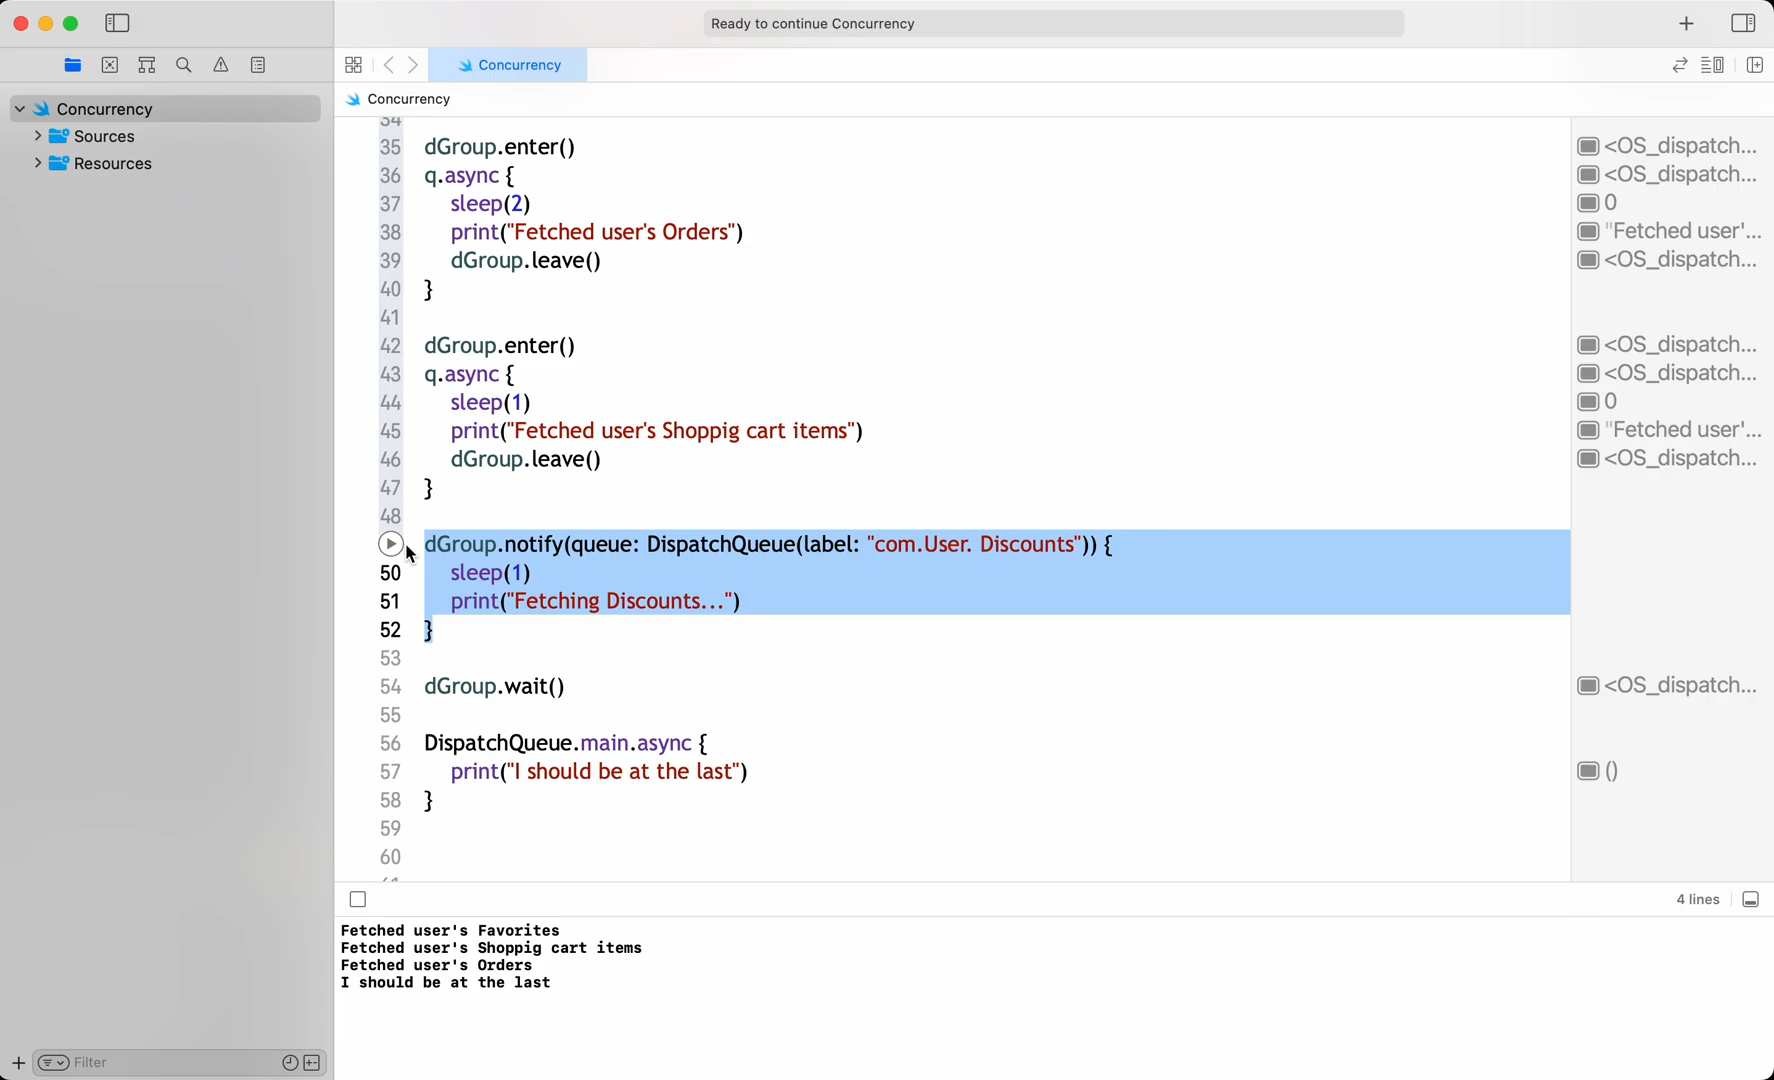 Ready to continue Concurrency
Concurrency
Concurrency
Sources
Resources
Concurrency
34
35 dGroup.enter() <OS_dispatch...
36 q.async { <OS_dispatch...
37 sleep(2) 0
38 print("Fetched user's Orders") "Fetched user'...
39 dGroup.leave() <OS_dispatch...
40 }
41
42 dGroup.enter() <OS_dispatch...
43 q.async { <OS_dispatch...
44 sleep(1) 0
45 print("Fetched user's Shoppig cart items") "Fetched user'...
46 dGroup.leave() <OS_dispatch...
47 }
48
dGroup.notify(queue: DispatchQueue(label: "com.User. Discounts")) {
50 sleep(1)
51 print("Fetching Discounts...")
52 }
53
54 dGroup.wait() <OS_dispatch...
55
56 DispatchQueue.main.async {
57 print("I should be at the last") ()
58 }
59
60
4 lines
Fetched user's Favorites
Fetched user's Shoppig cart items
Fetched user's Orders
I should be at the last
Filter